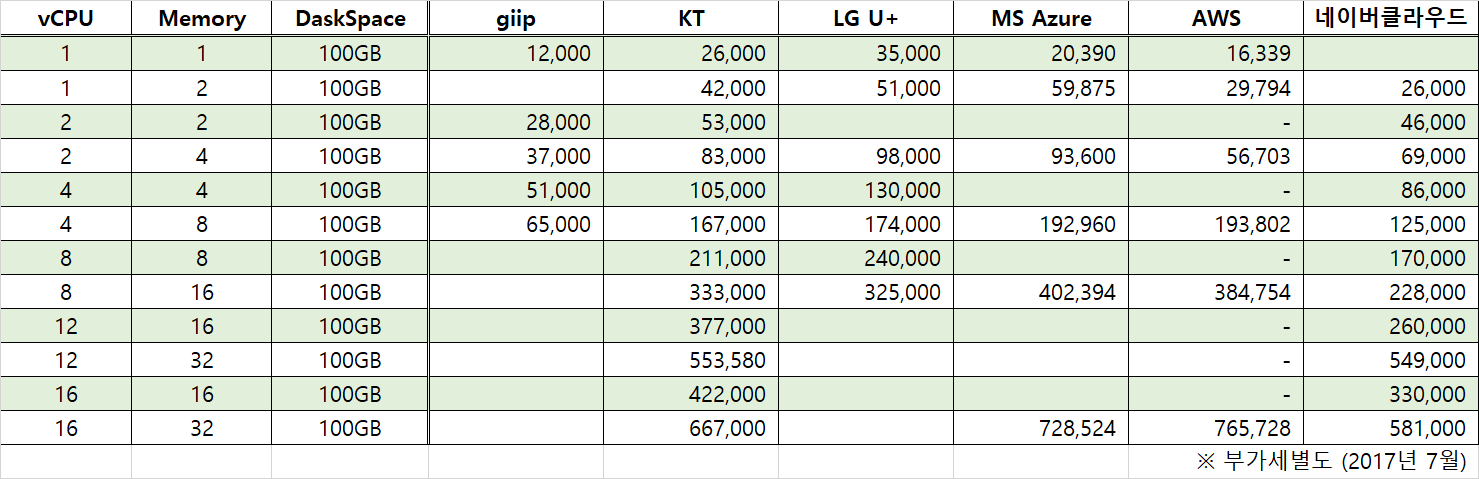 vCPU Memory DaskSpace giip KT LG U+ MS Azure AWS 네이버클라우드
1 1 100GB 12,000 26,000 35,000 20,390 16,339
1 2 100GB 42,000 51,000 59,875 29,794 26,000
2 2 100GB 28,000 53,000 - 46,000
2 4 100GB 37,000 83,000 98,000 93,600 56,703 69,000
4 4 100GB 51,000 105,000 130,000 - 86,000
4 8 100GB 65,000 167,000 174,000 192,960 193,802 125,000
8 8 100GB 211,000 240,000 - 170,000
8 16 100GB 333,000 325,000 402,394 384,754 228,000
12 16 100GB 377,000 - 260,000
12 32 100GB 553,580 - 549,000
16 16 100GB 422,000 - 330,000
16 32 100GB 667,000 728,524 765,728 581,000
※ 부가세별도 (2017년 7월)